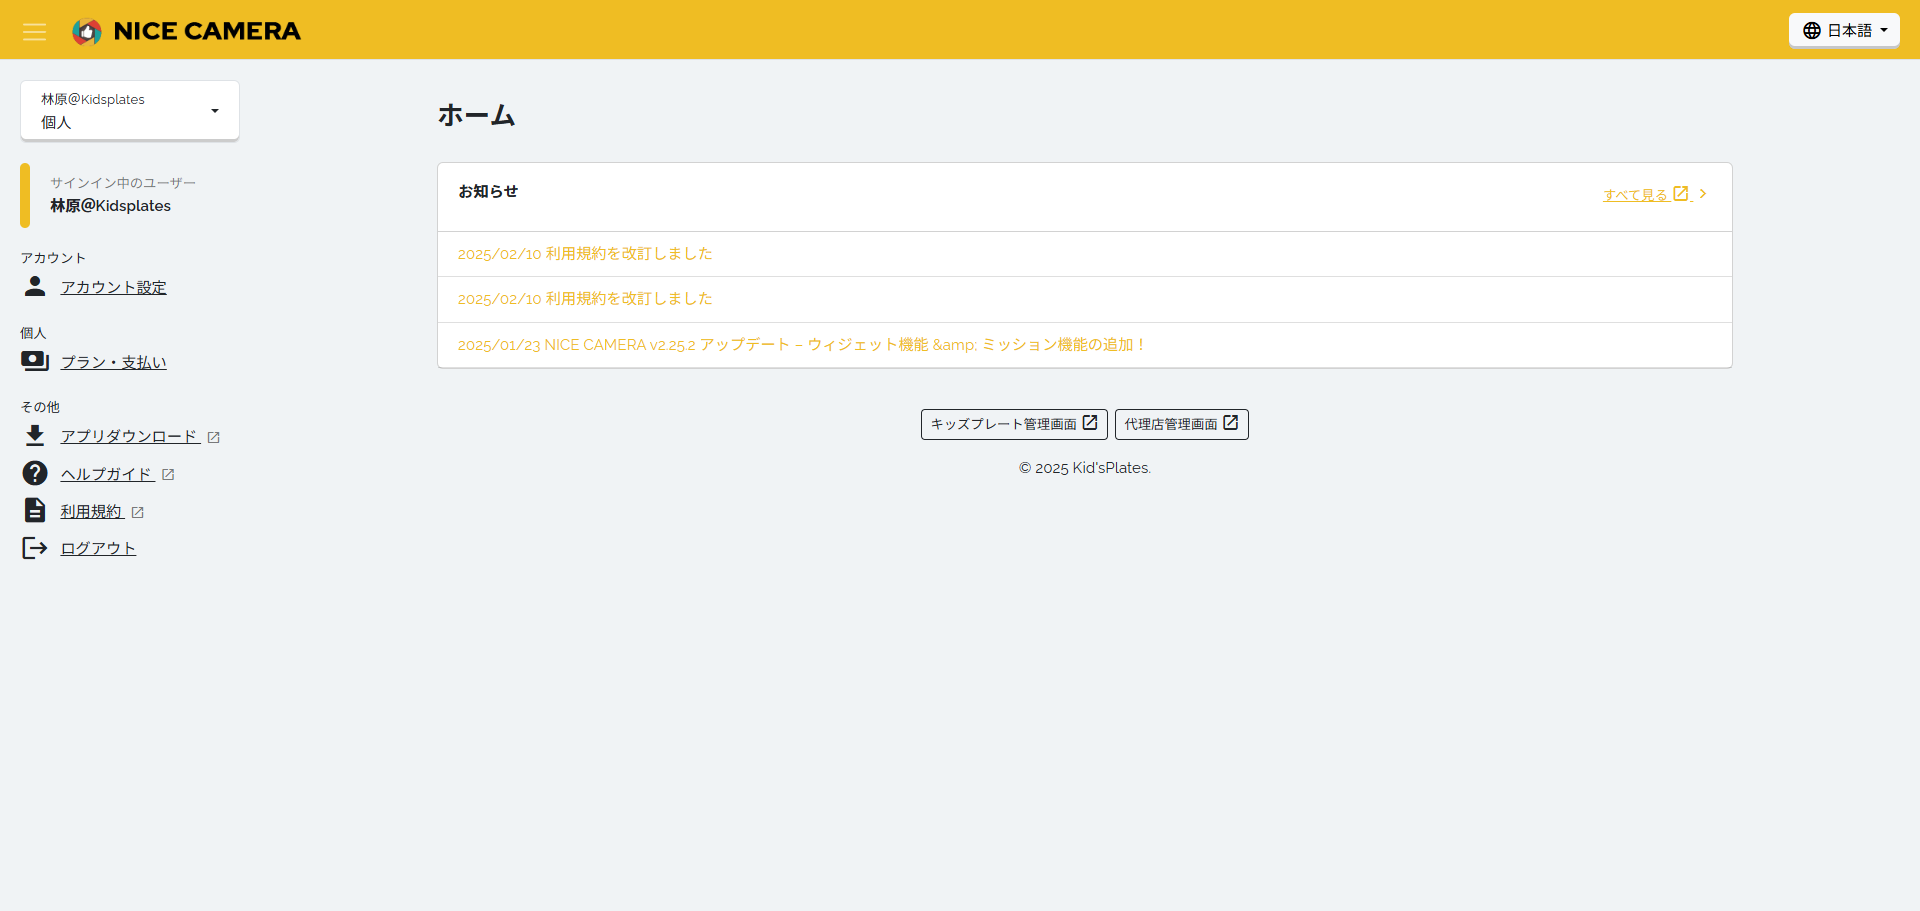 NICE CAMERA
日本語
林原@Kidsplates
個人
サインイン中のユーザー
林原@Kidsplates
アカウント
アカウント設定
個人
プラン・支払い
その他
アプリダウンロード
ヘルプガイド
利用規約
ログアウト
ホーム
お知らせ
すべて見る
2025/02/10 利用規約を改訂しました
2025/02/10 利用規約を改訂しました
2025/01/23 NICE CAMERA v2.25.2 アップデート – ウィジェット機能 &amp; ミッション機能の追加！
キッズプレート管理画面
代理店管理画面
© 2025 Kid'sPlates.